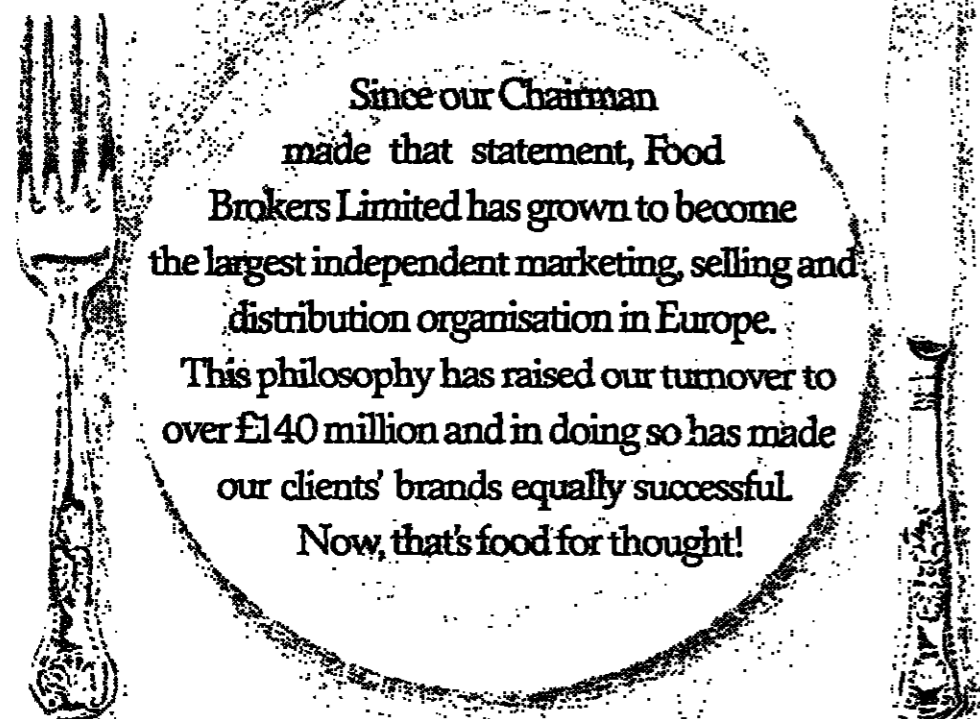 Since our Chairman
made that statement, Food
Brokers Limited has grown to become
the largest independent marketing, selling and
distribution organisation in Europe.
This philosophy has raised our turnover to
over £140 million and in doing so has made
our clients' brands equally successful.
Now, that's food for thought!